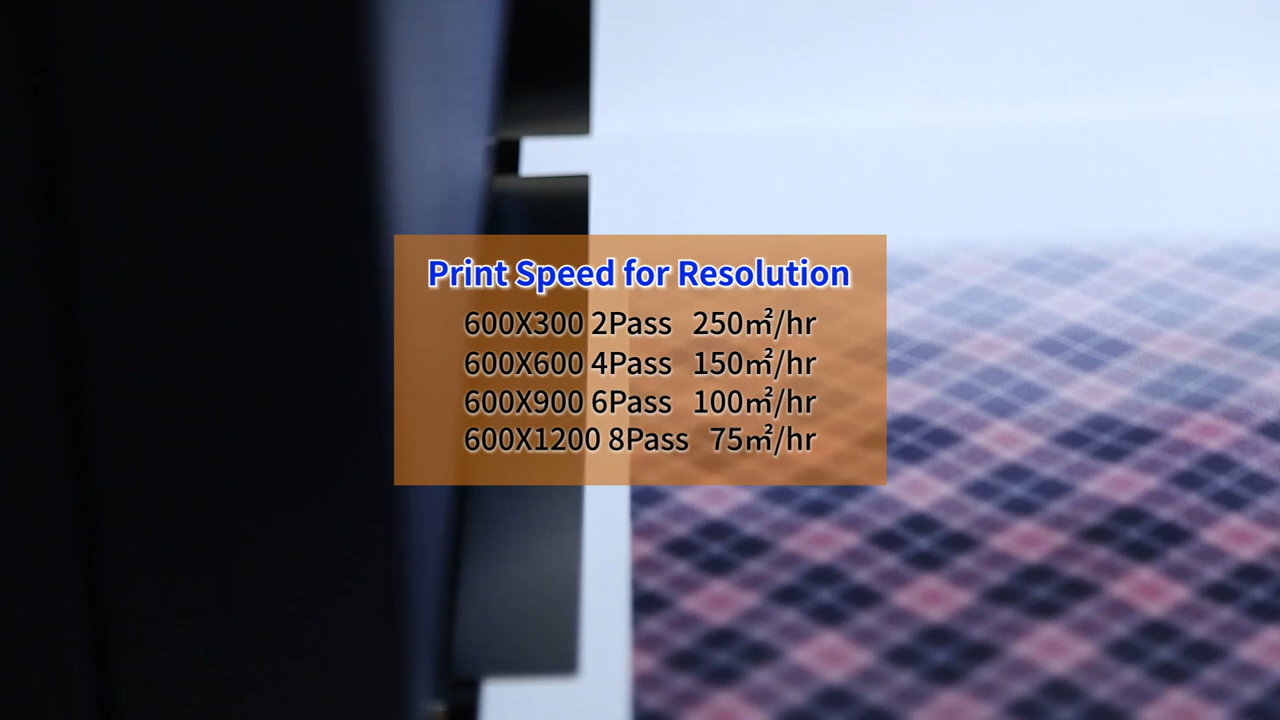 Print Speed for Resolution
600X300 2Pass 250㎡/hr
600X600 4Pass 150㎡/hr
600X900 6Pass 100㎡/hr
600X1200 8Pass 75㎡/hr